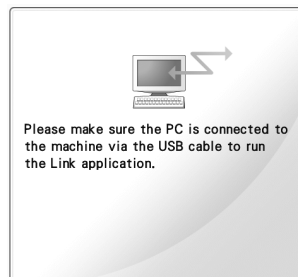 Please make sure the PC is connected to
the machine via the USB cable to run
the Link application.